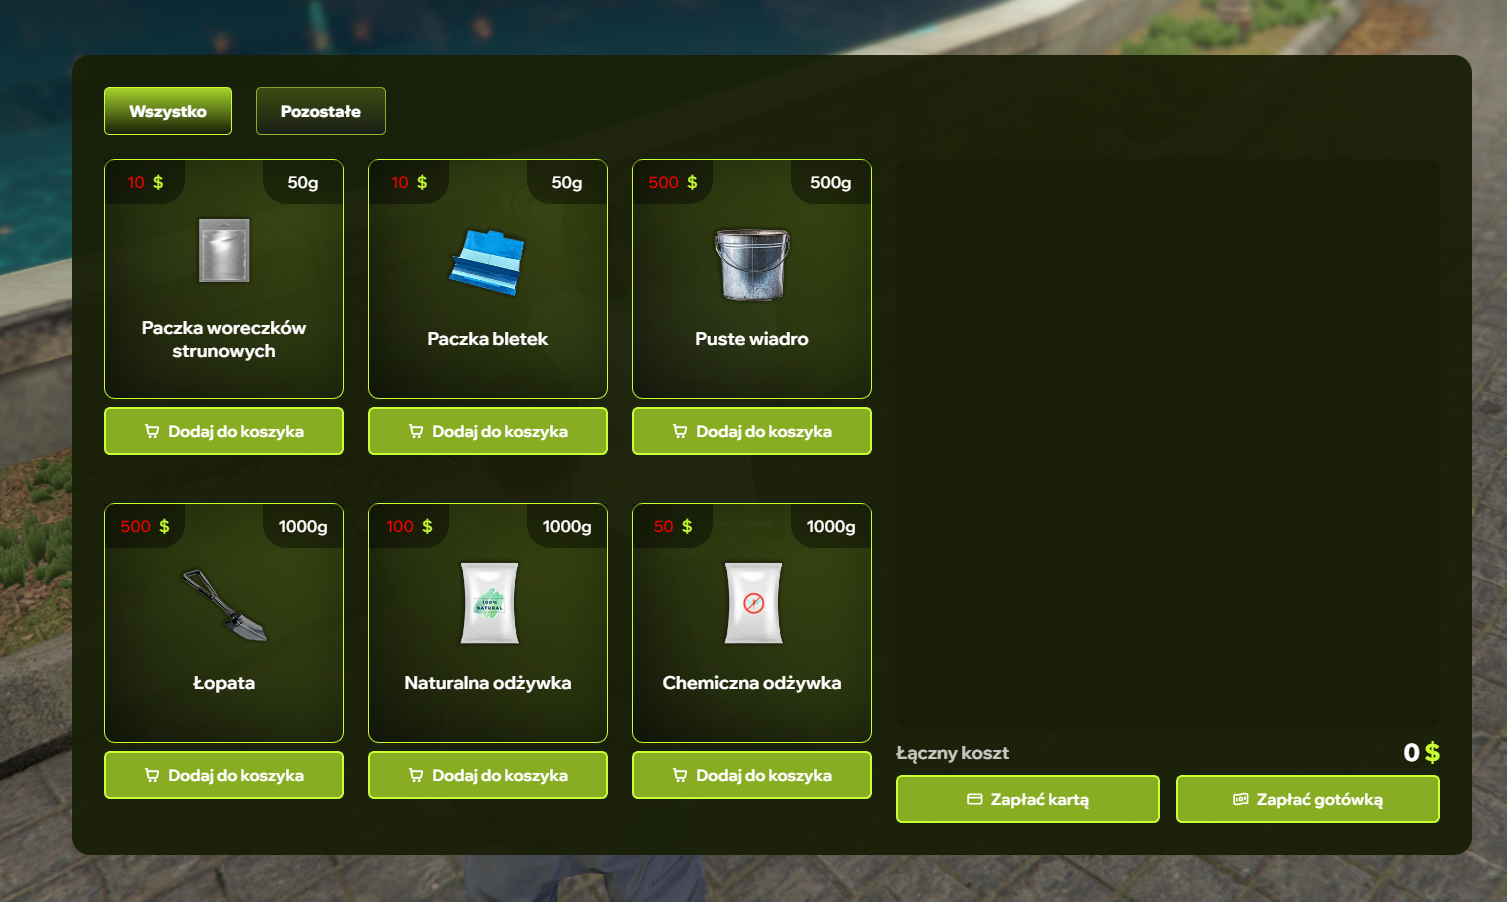 Wszystko
Pozostałe
10 $
50g
Paczka woreczków
strunowych
Dodaj do koszyka
10 $
50g
Paczka bletek
Dodaj do koszyka
500 $
500g
Puste wiadro
Dodaj do koszyka
500 $
1000g
Łopata
Dodaj do koszyka
100 $
1000g
100%
NATURAL
Naturalna odżywka
Dodaj do koszyka
50 $
1000g
Chemiczna odżywka
Dodaj do koszyka
Łączny koszt
0 $
Zapłać kartą
Zapłać gotówką